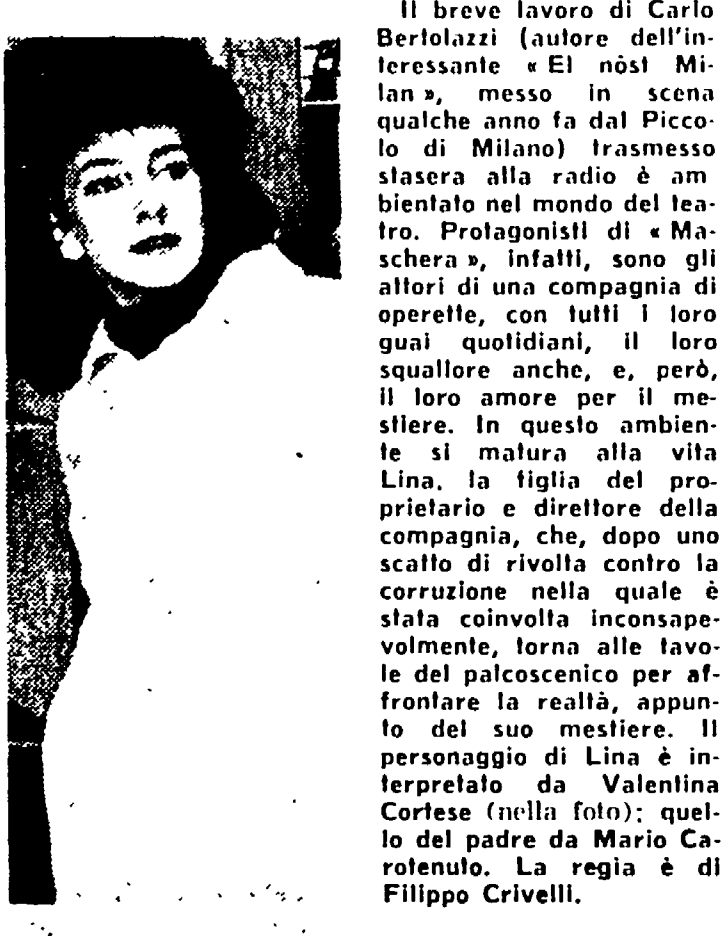 Il breve lavoro di Carlo
Bertolazzi (autore dell'in-
teressante « El nòst Mi-
lan », messo in scena
qualche anno fa dal Picco-
lo di Milano) trasmesso
stasera alla radio è am
bientato nel mondo del tea-
tro. Protagonisti di « Ma-
schera », infatti, sono gli
attori di una compagnia di
operette, con tutti i loro
guai quotidiani, il loro
squallore anche, e, però,
il loro amore per il me-
stiere. In questo ambien-
te si matura alla vita
Lina, la figlia del pro-
prietario e direttore della
compagnia, che, dopo uno
scatto di rivolta contro la
corruzione nella quale è
stata coinvolta inconsape-
volmente, torna alle tavo-
le del palcoscenico per af-
frontare la realtà, appun-
to del suo mestiere. Il
personaggio di Lina è in-
terpretato da Valentina
Cortese (nella foto); quel-
lo del padre da Mario Ca-
rotenuto. La regìa è di
Filippo Crivelli.